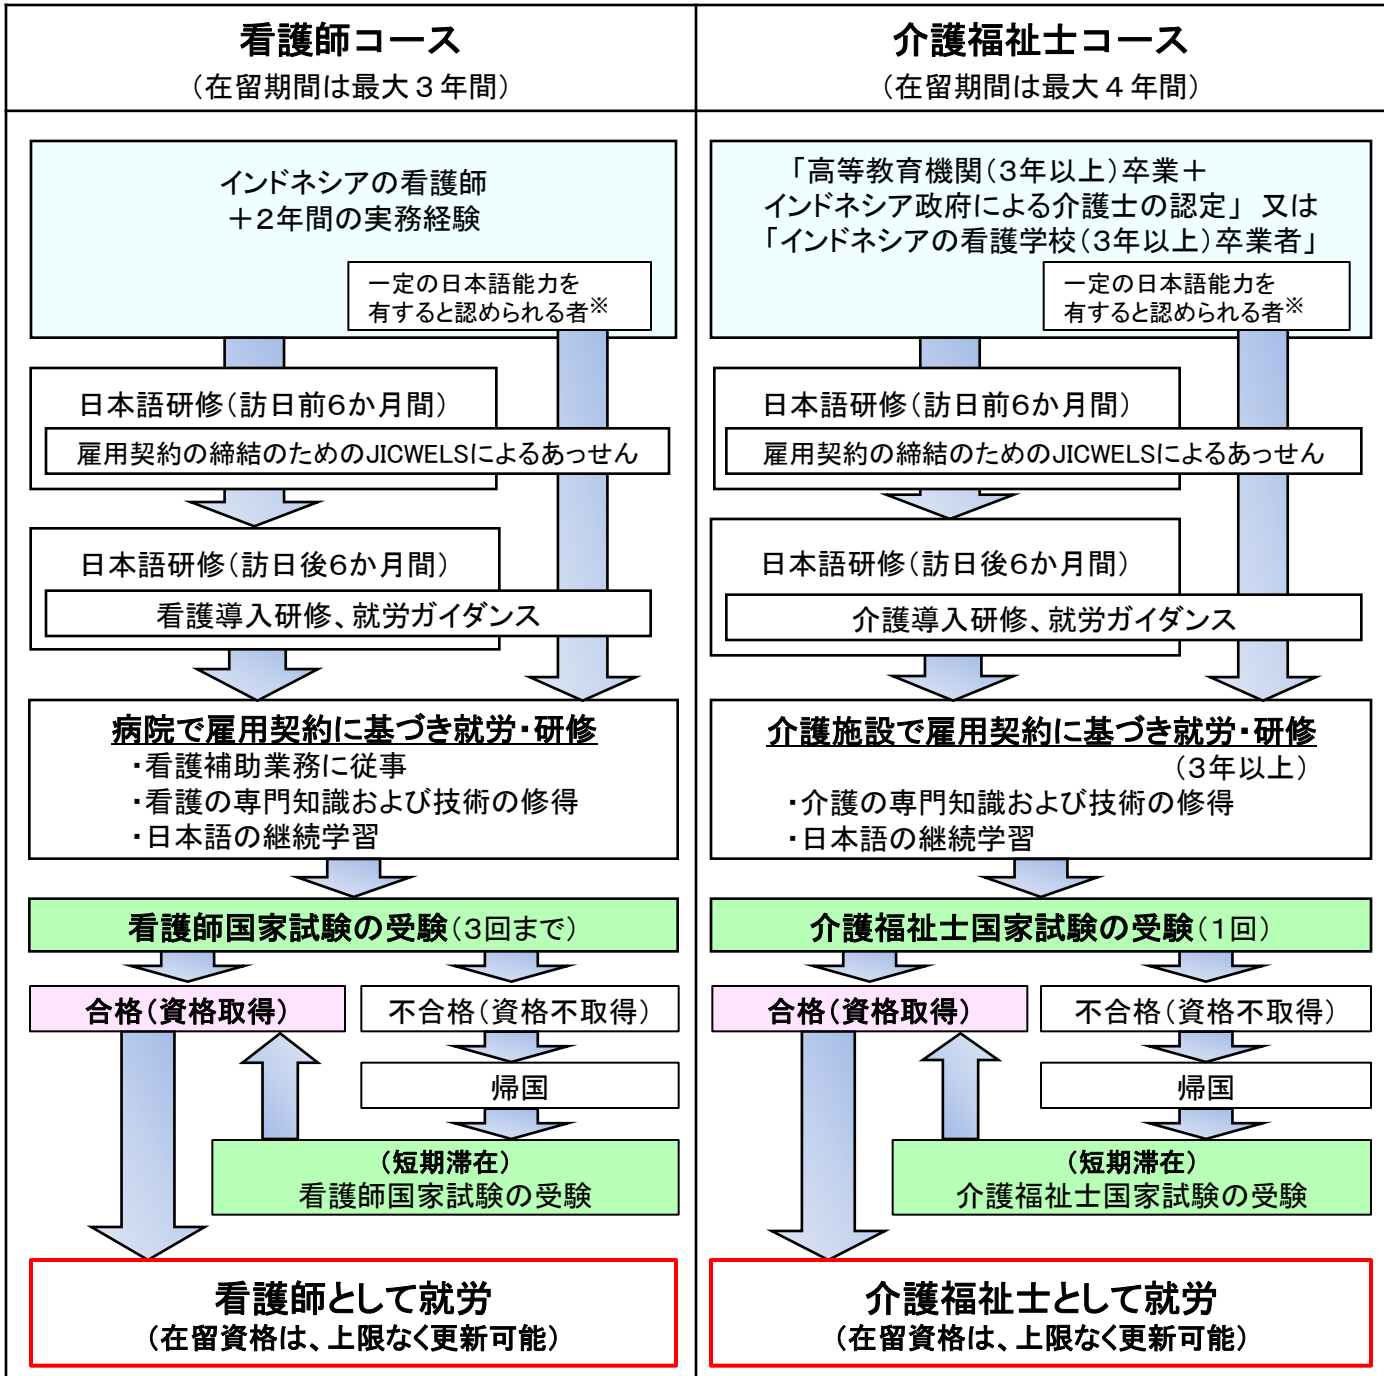 看護師コース
（在留期間は最大３年間）
インドネシアの看護師
＋2年間の実務経験
一定の日本語能力を
有すると認められる者※
日本語研修（訪日前6か月間）
雇用契約の締結のためのJICWELSによるあっせん
日本語研修（訪日後6か月間）
看護導入研修、就労ガイダンス
病院で雇用契約に基づき就労・研修
・看護補助業務に従事
・看護の専門知識および技術の修得
・日本語の継続学習
看護師国家試験の受験（3回まで）
合格（資格取得）
不合格（資格不取得）
帰国
（短期滞在）
看護師国家試験の受験
看護師として就労
（在留資格は、上限なく更新可能）
介護福祉士コース
（在留期間は最大４年間）
「高等教育機関（3年以上）卒業＋
インドネシア政府による介護士の認定」 又は
「インドネシアの看護学校（3年以上）卒業者」
一定の日本語能力を
有すると認められる者※
日本語研修（訪日前6か月間）
雇用契約の締結のためのJICWELSによるあっせん
日本語研修（訪日後6か月間）
介護導入研修、就労ガイダンス
介護施設で雇用契約に基づき就労・研修
（3年以上）
・介護の専門知識および技術の修得
・日本語の継続学習
介護福祉士国家試験の受験（1回）
合格（資格取得）
不合格（資格不取得）
帰国
（短期滞在）
介護福祉士国家試験の受験
介護福祉士として就労
（在留資格は、上限なく更新可能）